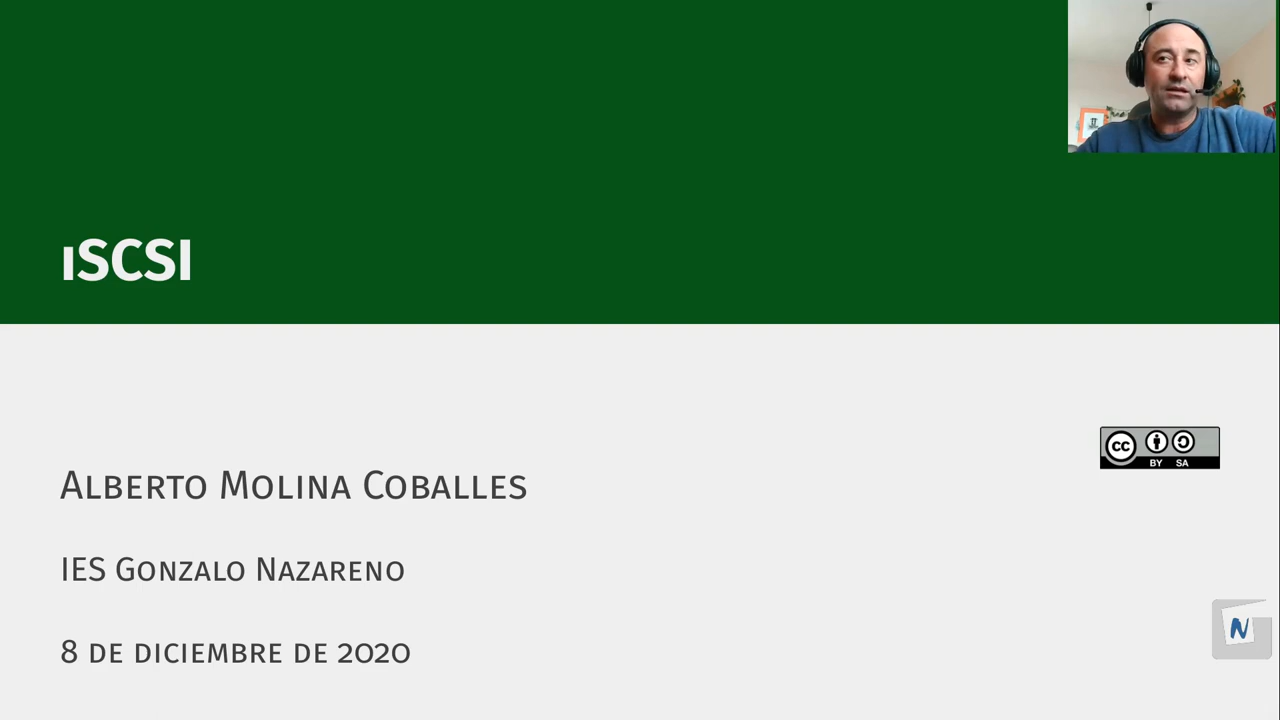 iSCSI
Alberto Molina Coballes
IES Gonzalo Nazareno
8 de diciembre de 2020
cc
BY SA
N